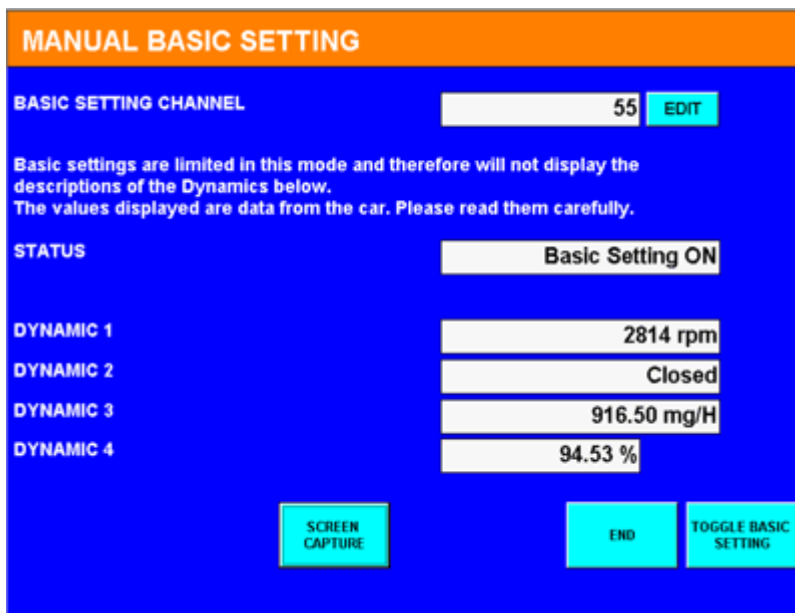 MANUAL BASIC SETTING
BASIC SETTING CHANNEL 55 EDIT
Basic settings are limited in this mode and therefore will not display the
descriptions of the Dynamics below.
The values displayed are data from the car. Please read them carefully.
STATUS Basic Setting ON
DYNAMIC 1 2814 rpm
DYNAMIC 2 Closed
DYNAMIC 3 916.50 mg/H
DYNAMIC 4 94.53 %
SCREEN
CAPTURE
END
TOGGLE BASIC
SETTING